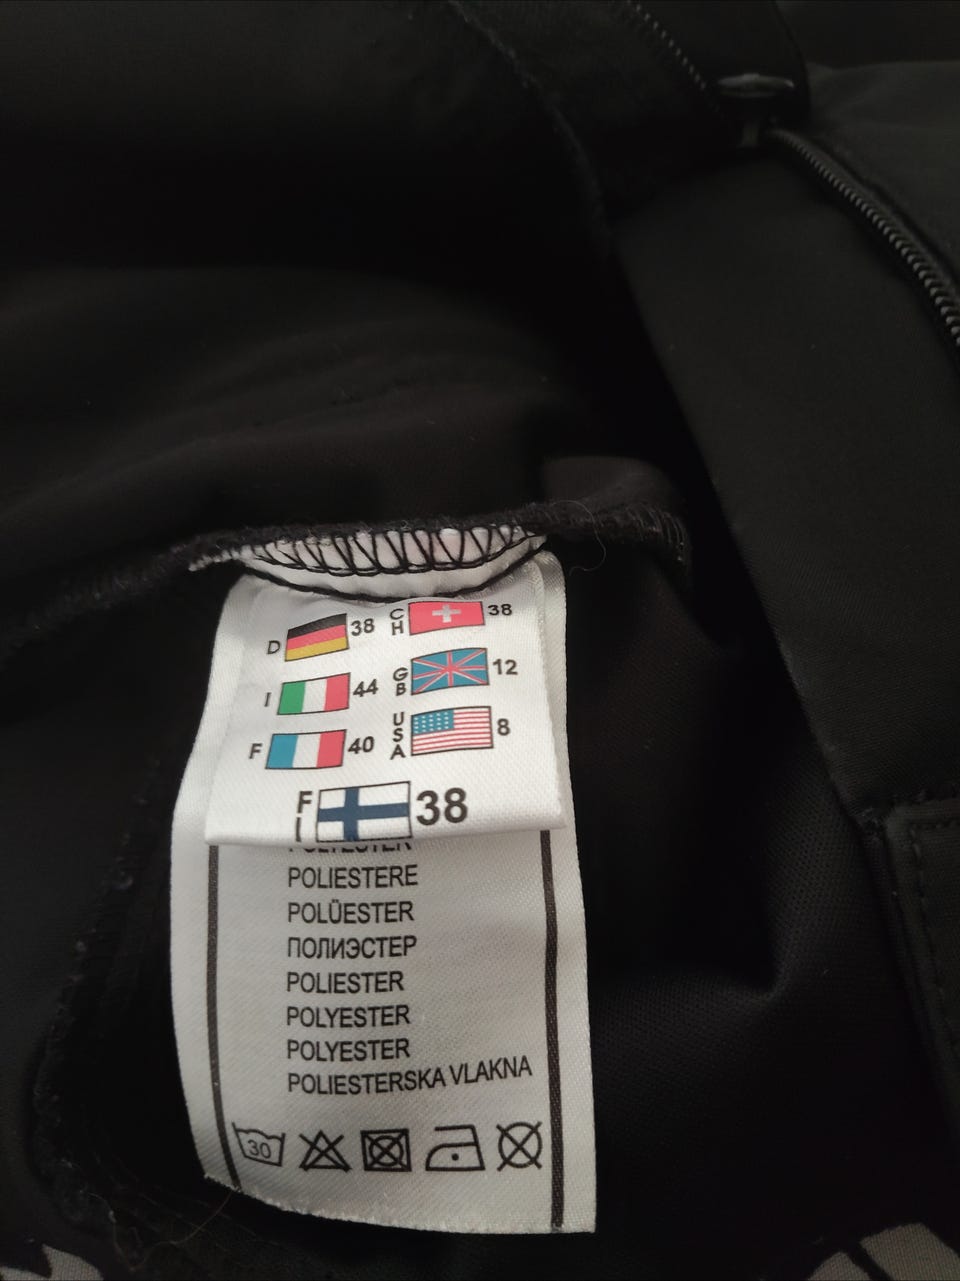 D 38 CH 38
I 44 GB 12
F 40 USA 8
FI 38
POLYESTER
POLIESTERE
POLÜESTER
ПОЛИЭСТЕР
POLIESTER
POLYESTER
POLYESTER
POLIESTERSKA VLAKNA
30